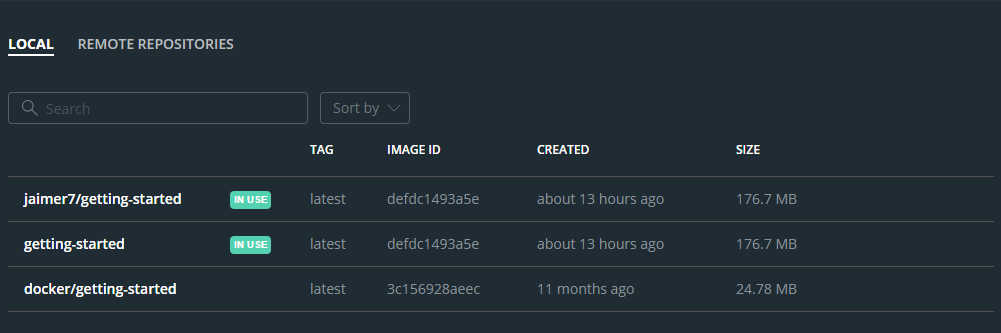 LOCAL REMOTE REPOSITORIES
Search Sort by
TAG IMAGE ID CREATED SIZE
jaimer7/getting-started IN USE latest defdc1493a5e about 13 hours ago 176.7 MB
getting-started IN USE latest defdc1493a5e about 13 hours ago 176.7 MB
docker/getting-started latest 3c156928aeec 11 months ago 24.78 MB